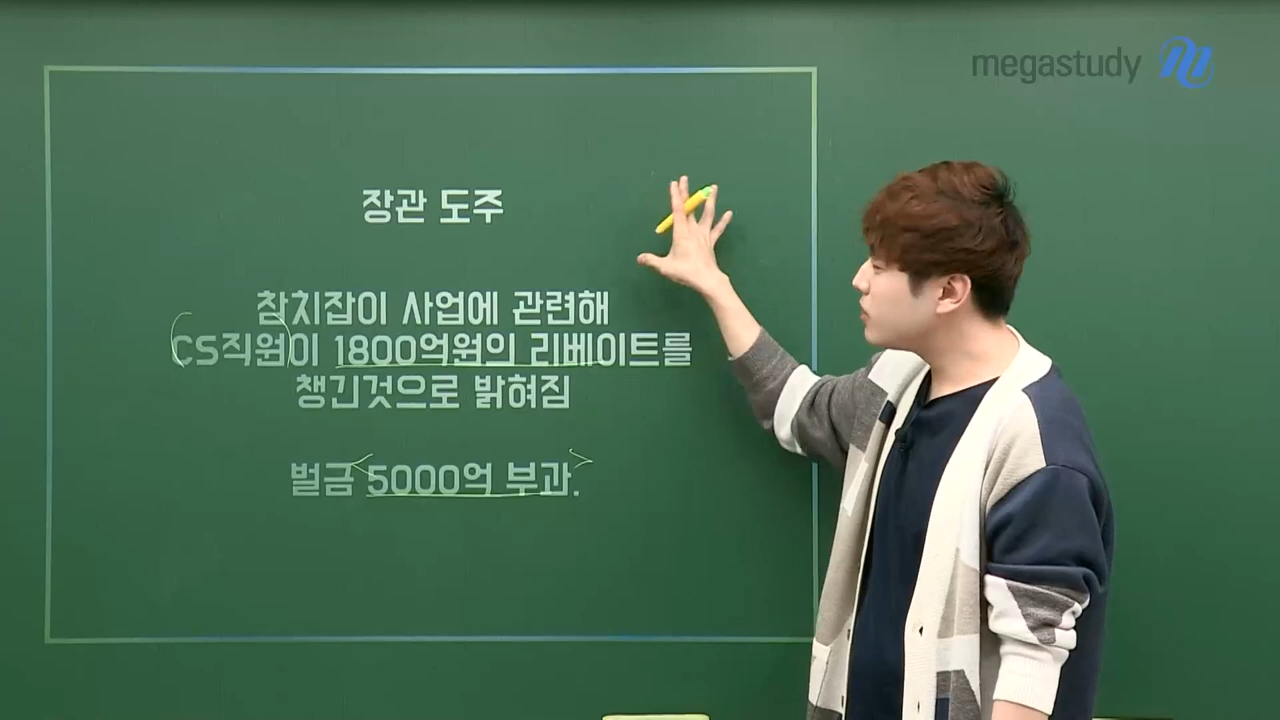 megastudy
장관 도주
참치잡이 사업에 관련해
CS직원이 1800억원의 리베이트를
챙긴것으로 밝혀짐
벌금 5000억 부과.